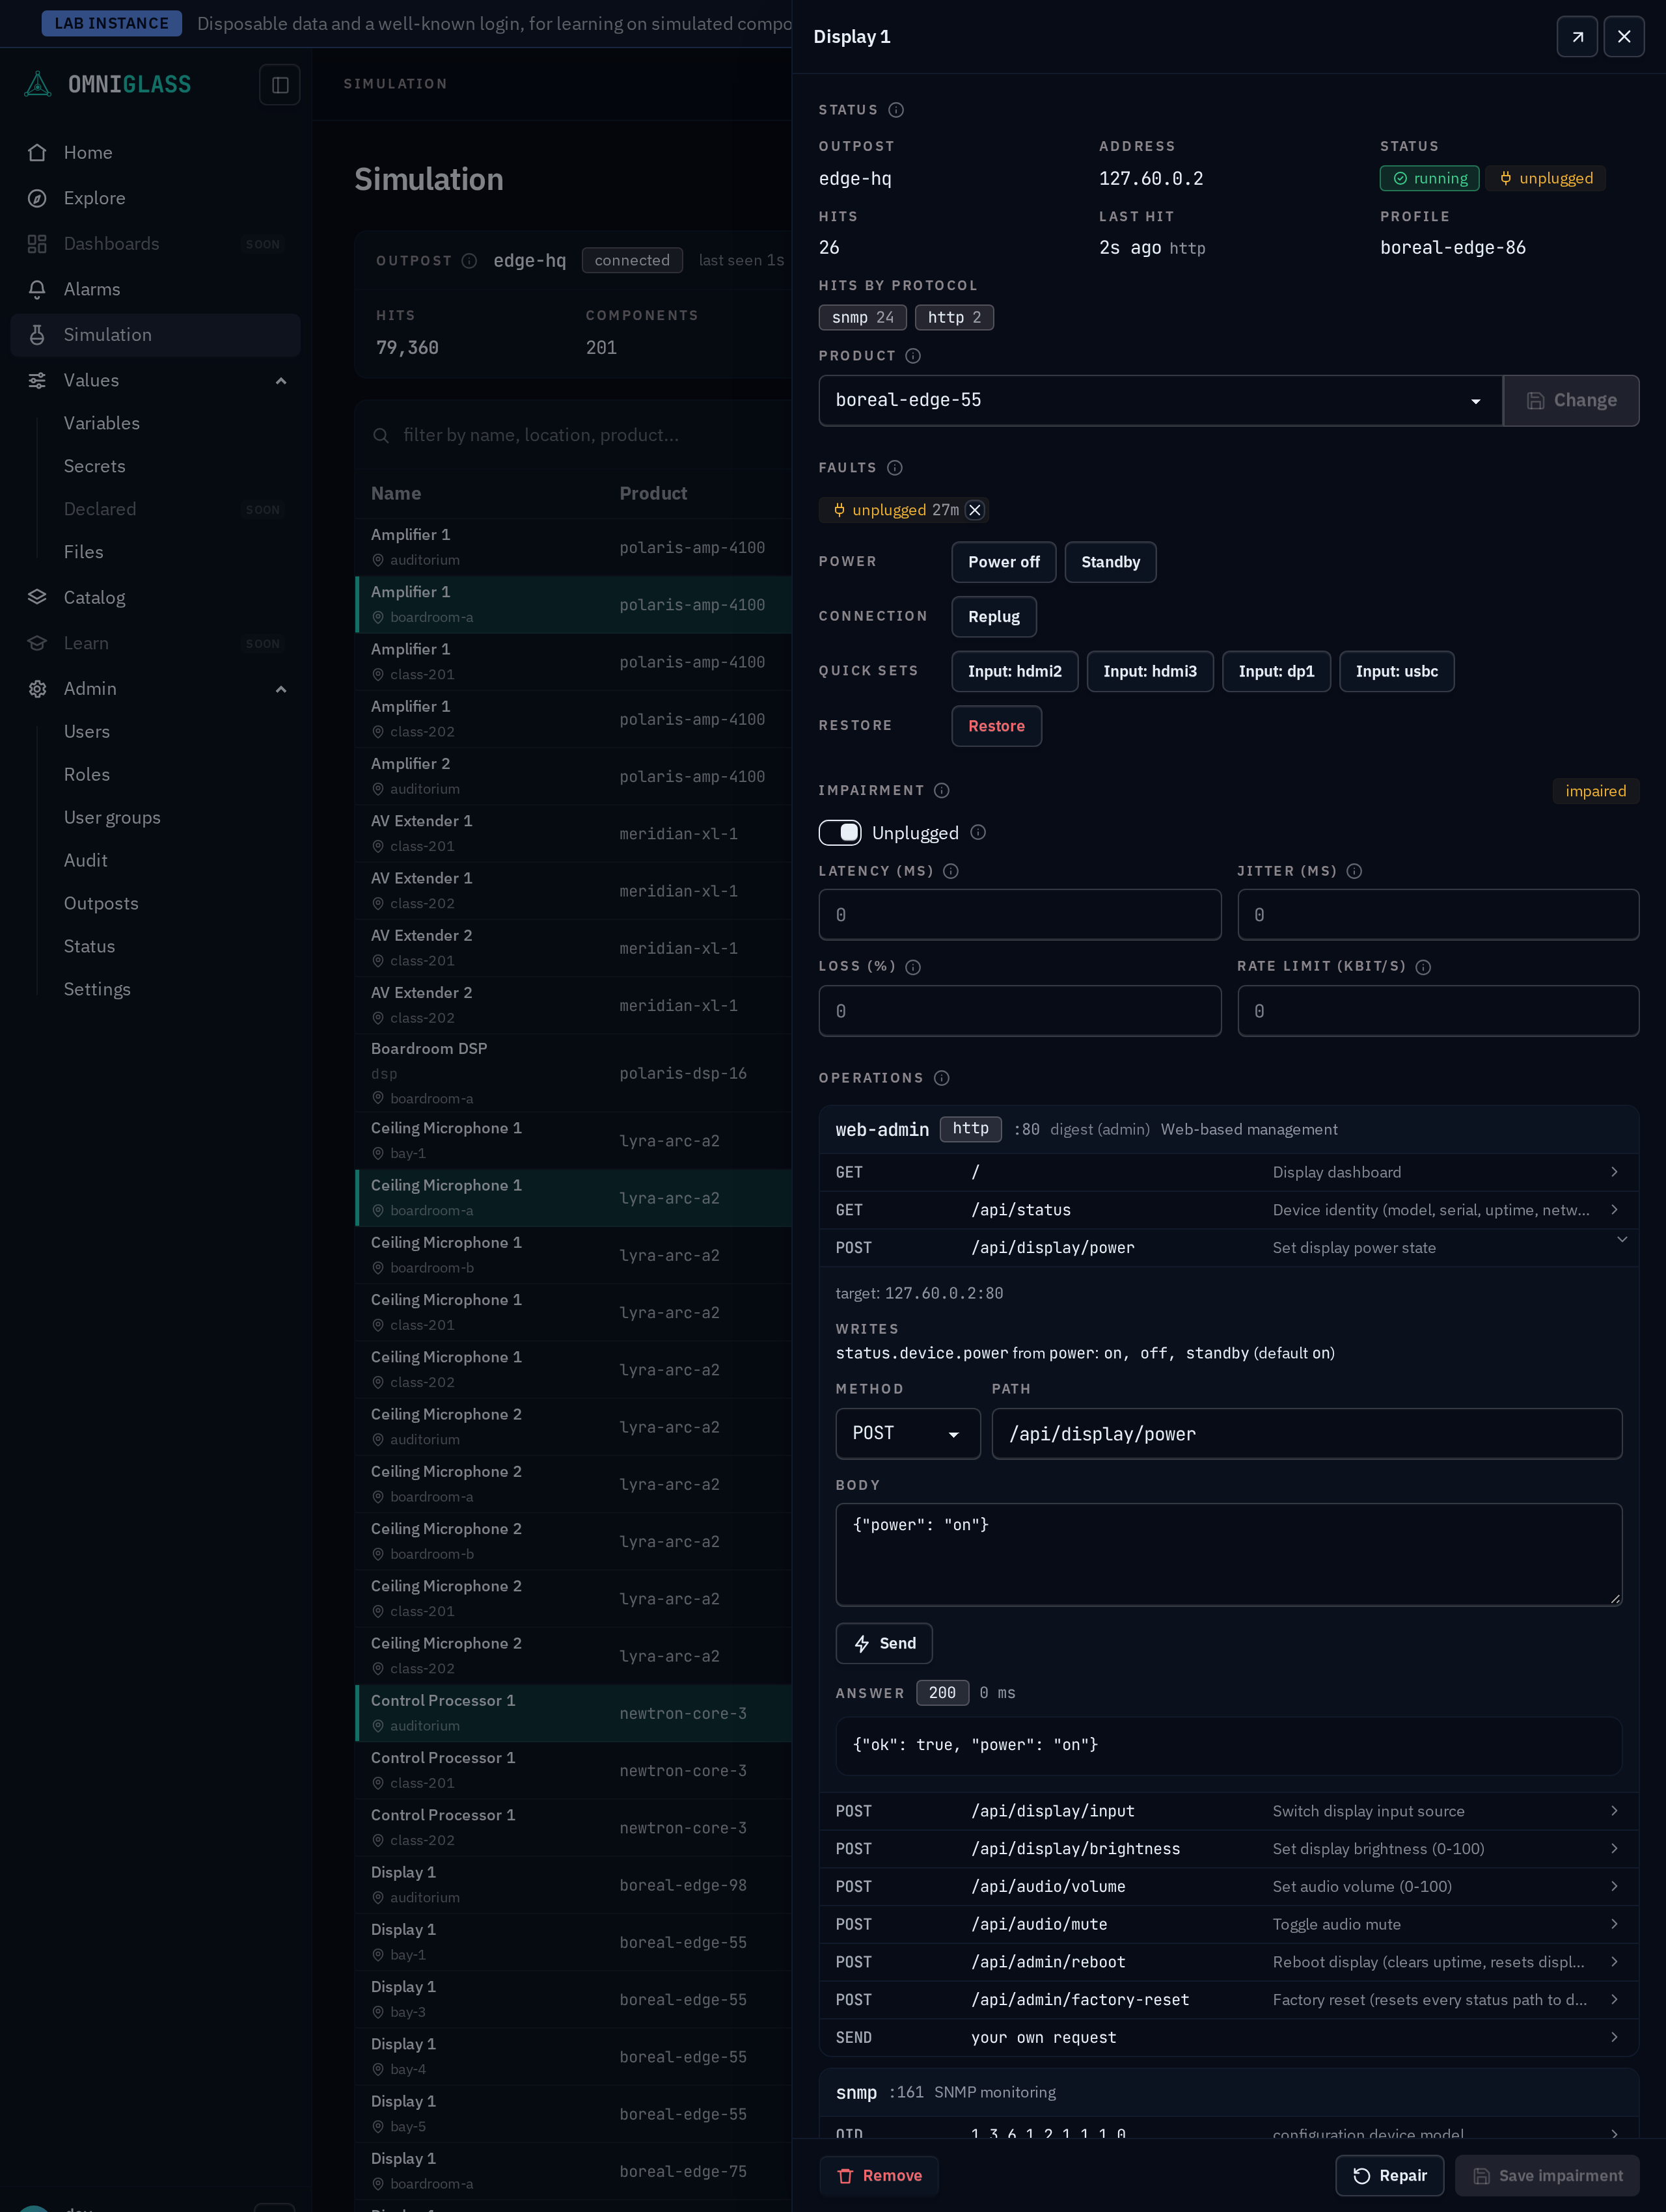 LAB INSTANCE Disposable data and a well-known login, for learning on simulated compo
OMNIGLASS
Home
Explore
Dashboards SOON
Alarms
Simulation
Values
Variables
Secrets
Declared SOON
Files
Catalog
Learn SOON
Admin
Users
Roles
User groups
Audit
Outposts
Status
Settings
SIMULATION
Simulation
OUTPOST edge-hq connected last seen 1s
HITS COMPONENTS
79,360 201
filter by name, location, product...
Name Product
Amplifier 1
auditorium
polaris-amp-4100
Amplifier 1
boardroom-a
polaris-amp-4100
Amplifier 1
class-201
polaris-amp-4100
Amplifier 1
class-202
polaris-amp-4100
Amplifier 2
auditorium
polaris-amp-4100
AV Extender 1
class-201
meridian-xl-1
AV Extender 1
class-202
meridian-xl-1
AV Extender 2
class-201
meridian-xl-1
AV Extender 2
class-202
meridian-xl-1
Boardroom DSP
dsp
boardroom-a
polaris-dsp-16
Ceiling Microphone 1
bay-1
lyra-arc-a2
Ceiling Microphone 1
boardroom-a
lyra-arc-a2
Ceiling Microphone 1
boardroom-b
lyra-arc-a2
Ceiling Microphone 1
class-201
lyra-arc-a2
Ceiling Microphone 1
class-202
lyra-arc-a2
Ceiling Microphone 2
auditorium
lyra-arc-a2
Ceiling Microphone 2
boardroom-a
lyra-arc-a2
Ceiling Microphone 2
boardroom-b
lyra-arc-a2
Ceiling Microphone 2
class-201
lyra-arc-a2
Ceiling Microphone 2
class-202
lyra-arc-a2
Control Processor 1
auditorium
newtron-core-3
Control Processor 1
class-201
newtron-core-3
Control Processor 1
class-202
newtron-core-3
Display 1
auditorium
boreal-edge-98
Display 1
bay-1
boreal-edge-55
Display 1
bay-3
boreal-edge-55
Display 1
bay-4
boreal-edge-55
Display 1
bay-5
boreal-edge-55
Display 1
boardroom-a
boreal-edge-75
Display 1
STATUS
OUTPOST ADDRESS STATUS
edge-hq 127.60.0.2 running unplugged
HITS LAST HIT PROFILE
26 2s ago http boreal-edge-86
HITS BY PROTOCOL
snmp 24 http 2
PRODUCT
boreal-edge-55 Change
FAULTS
unplugged 27m
POWER Power off Standby
CONNECTION Replug
QUICK SETS Input: hdmi2 Input: hdmi3 Input: dp1 Input: usbc
RESTORE Restore
IMPAIRMENT impaired
Unplugged
LATENCY (MS) JITTER (MS)
0 0
LOSS (%) RATE LIMIT (KBIT/S)
0 0
OPERATIONS
web-admin http :80 digest (admin) Web-based management
GET / Display dashboard
GET /api/status Device identity (model, serial, uptime, netw...
POST /api/display/power Set display power state
target: 127.60.0.2:80
WRITES
status.device.power from power: on, off, standby (default on)
METHOD PATH
POST /api/display/power
BODY
{"power": "on"}
Send
ANSWER 200 0 ms
{"ok": true, "power": "on"}
POST /api/display/input Switch display input source
POST /api/display/brightness Set display brightness (0-100)
POST /api/audio/volume Set audio volume (0-100)
POST /api/audio/mute Toggle audio mute
POST /api/admin/reboot Reboot display (clears uptime, resets displ...
POST /api/admin/factory-reset Factory reset (resets every status path to d...
SEND your own request
snmp :161 SNMP monitoring
OID 1.3.6.1.2.1.1.1.0 configuration device model
Remove Repair Save impairment